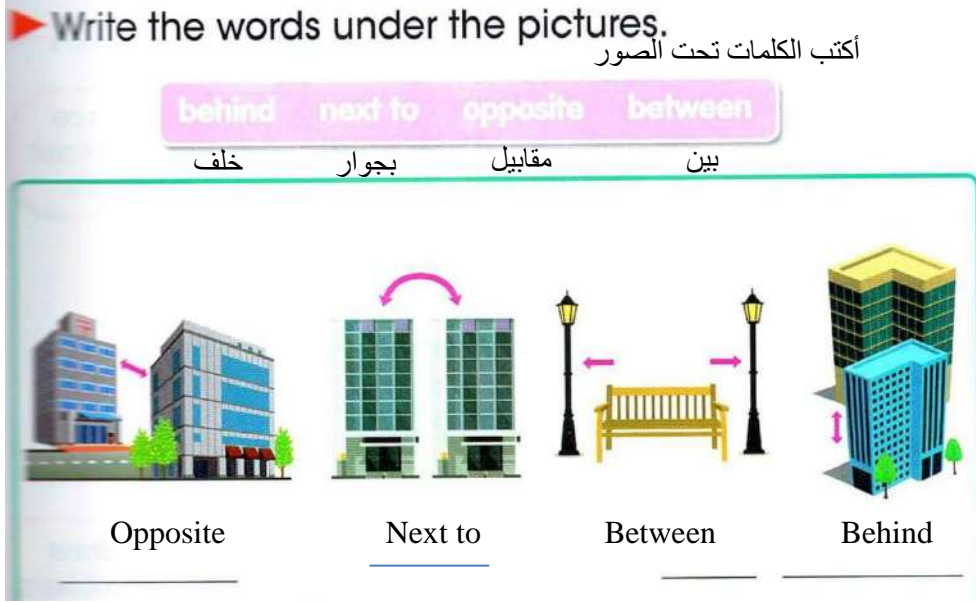 Write the words under the pictures.
أكتب الكلمات تحت الصور
behind next to opposite between
خلف بجوار مقابيل بين
Opposite Next to Between Behind